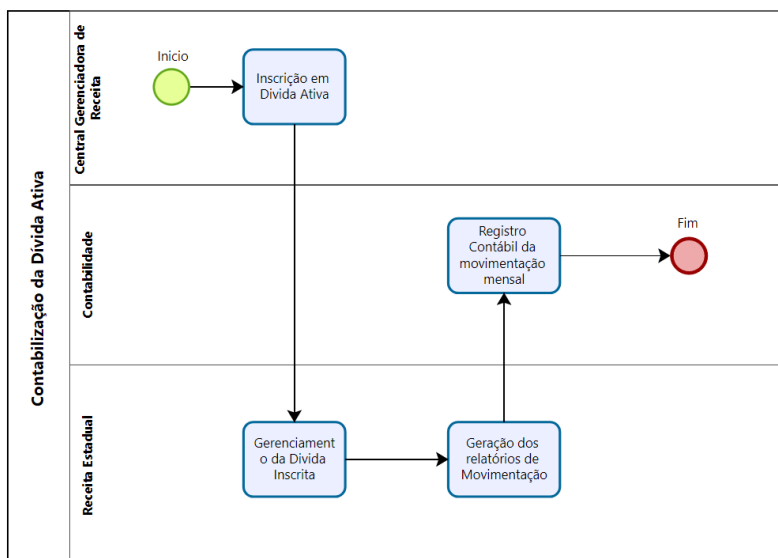 Contabilização da Dívida Ativa
Central Gerenciadora de
Receita
Inicio
Inscrição em
Divida Ativa
Contabilidade
Registro
Contábil da
movimentação
mensal
Fim
Receita Estadual
Gerenciament
o da Divida
Inscrita
Geração dos
relatórios de
Movimentação